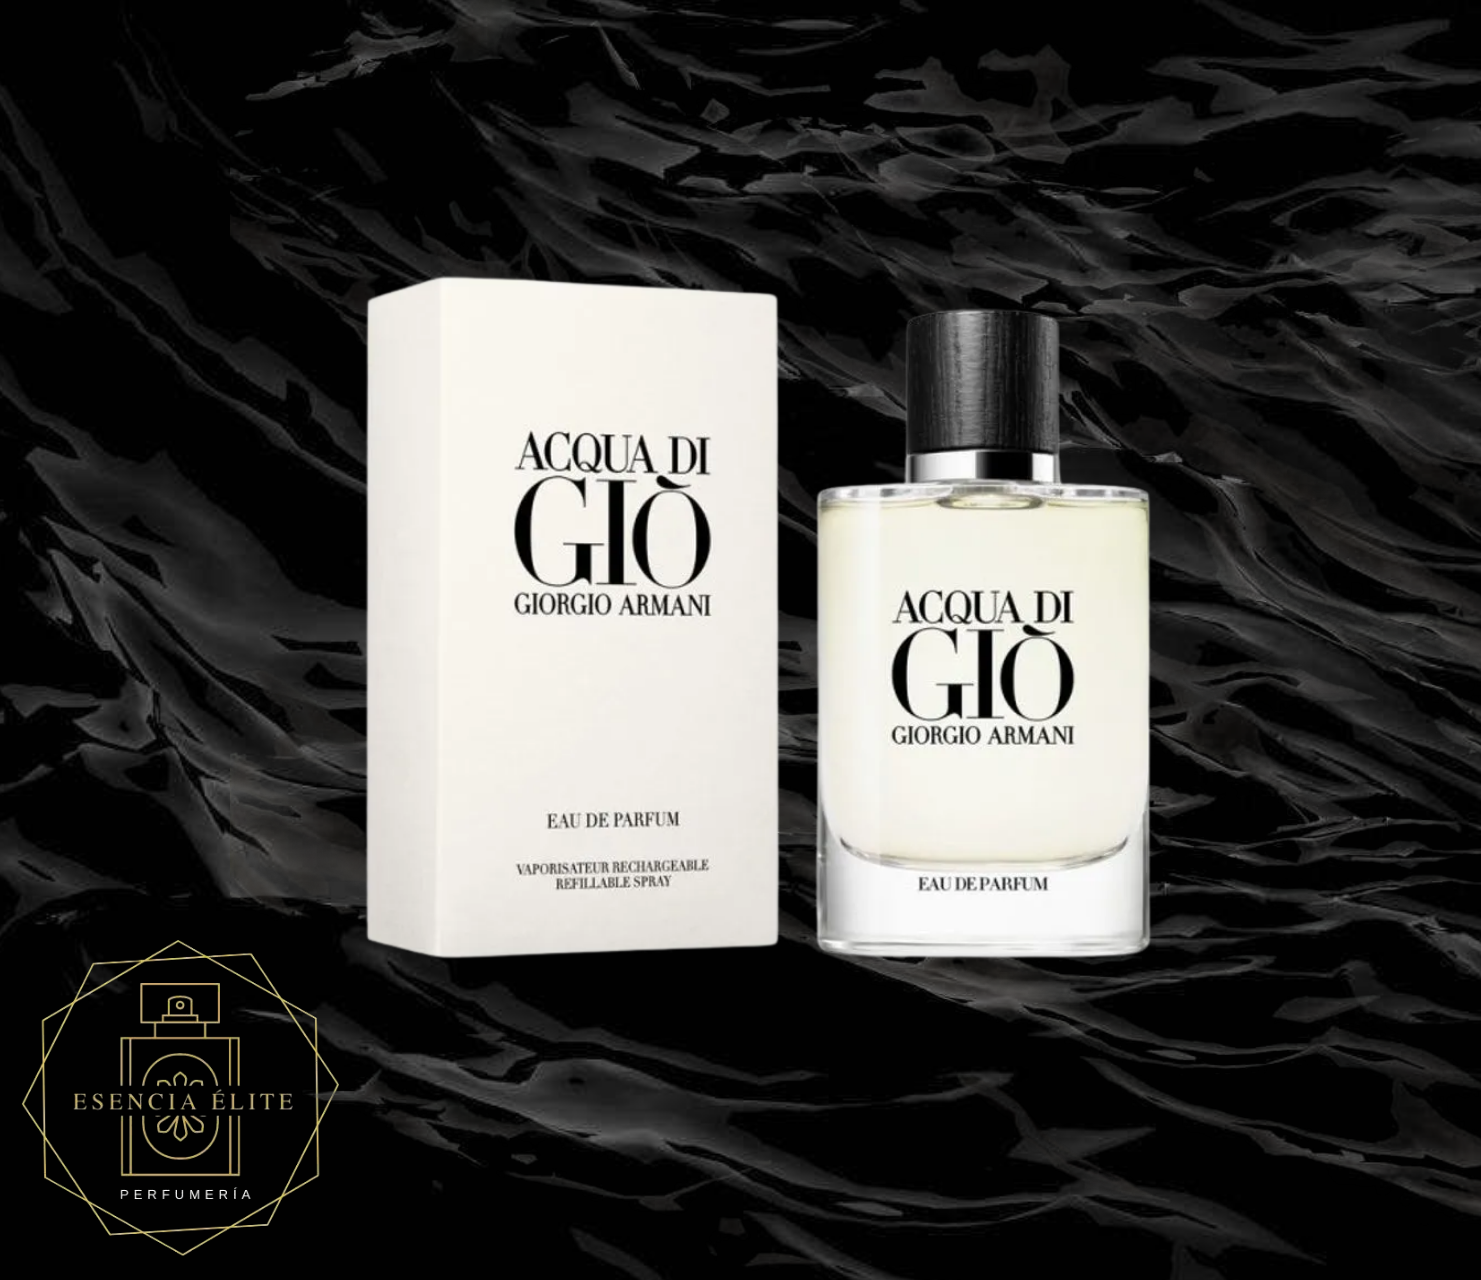 ACQUA DI
GIÒ
GIORGIO ARMANI
EAU DE PARFUM
VAPORISATEUR RECHARGEABLE
REFILLABLE SPRAY
ACQUA DI
GIÒ
GIORGIO ARMANI
EAU DE PARFUM
ESENCIA ÉLITE
PERFUMERÍA